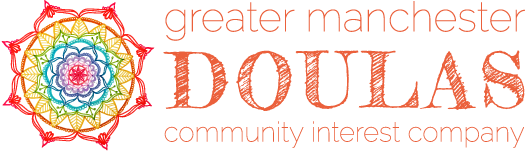 greater manchester
DOULAS
community interest company